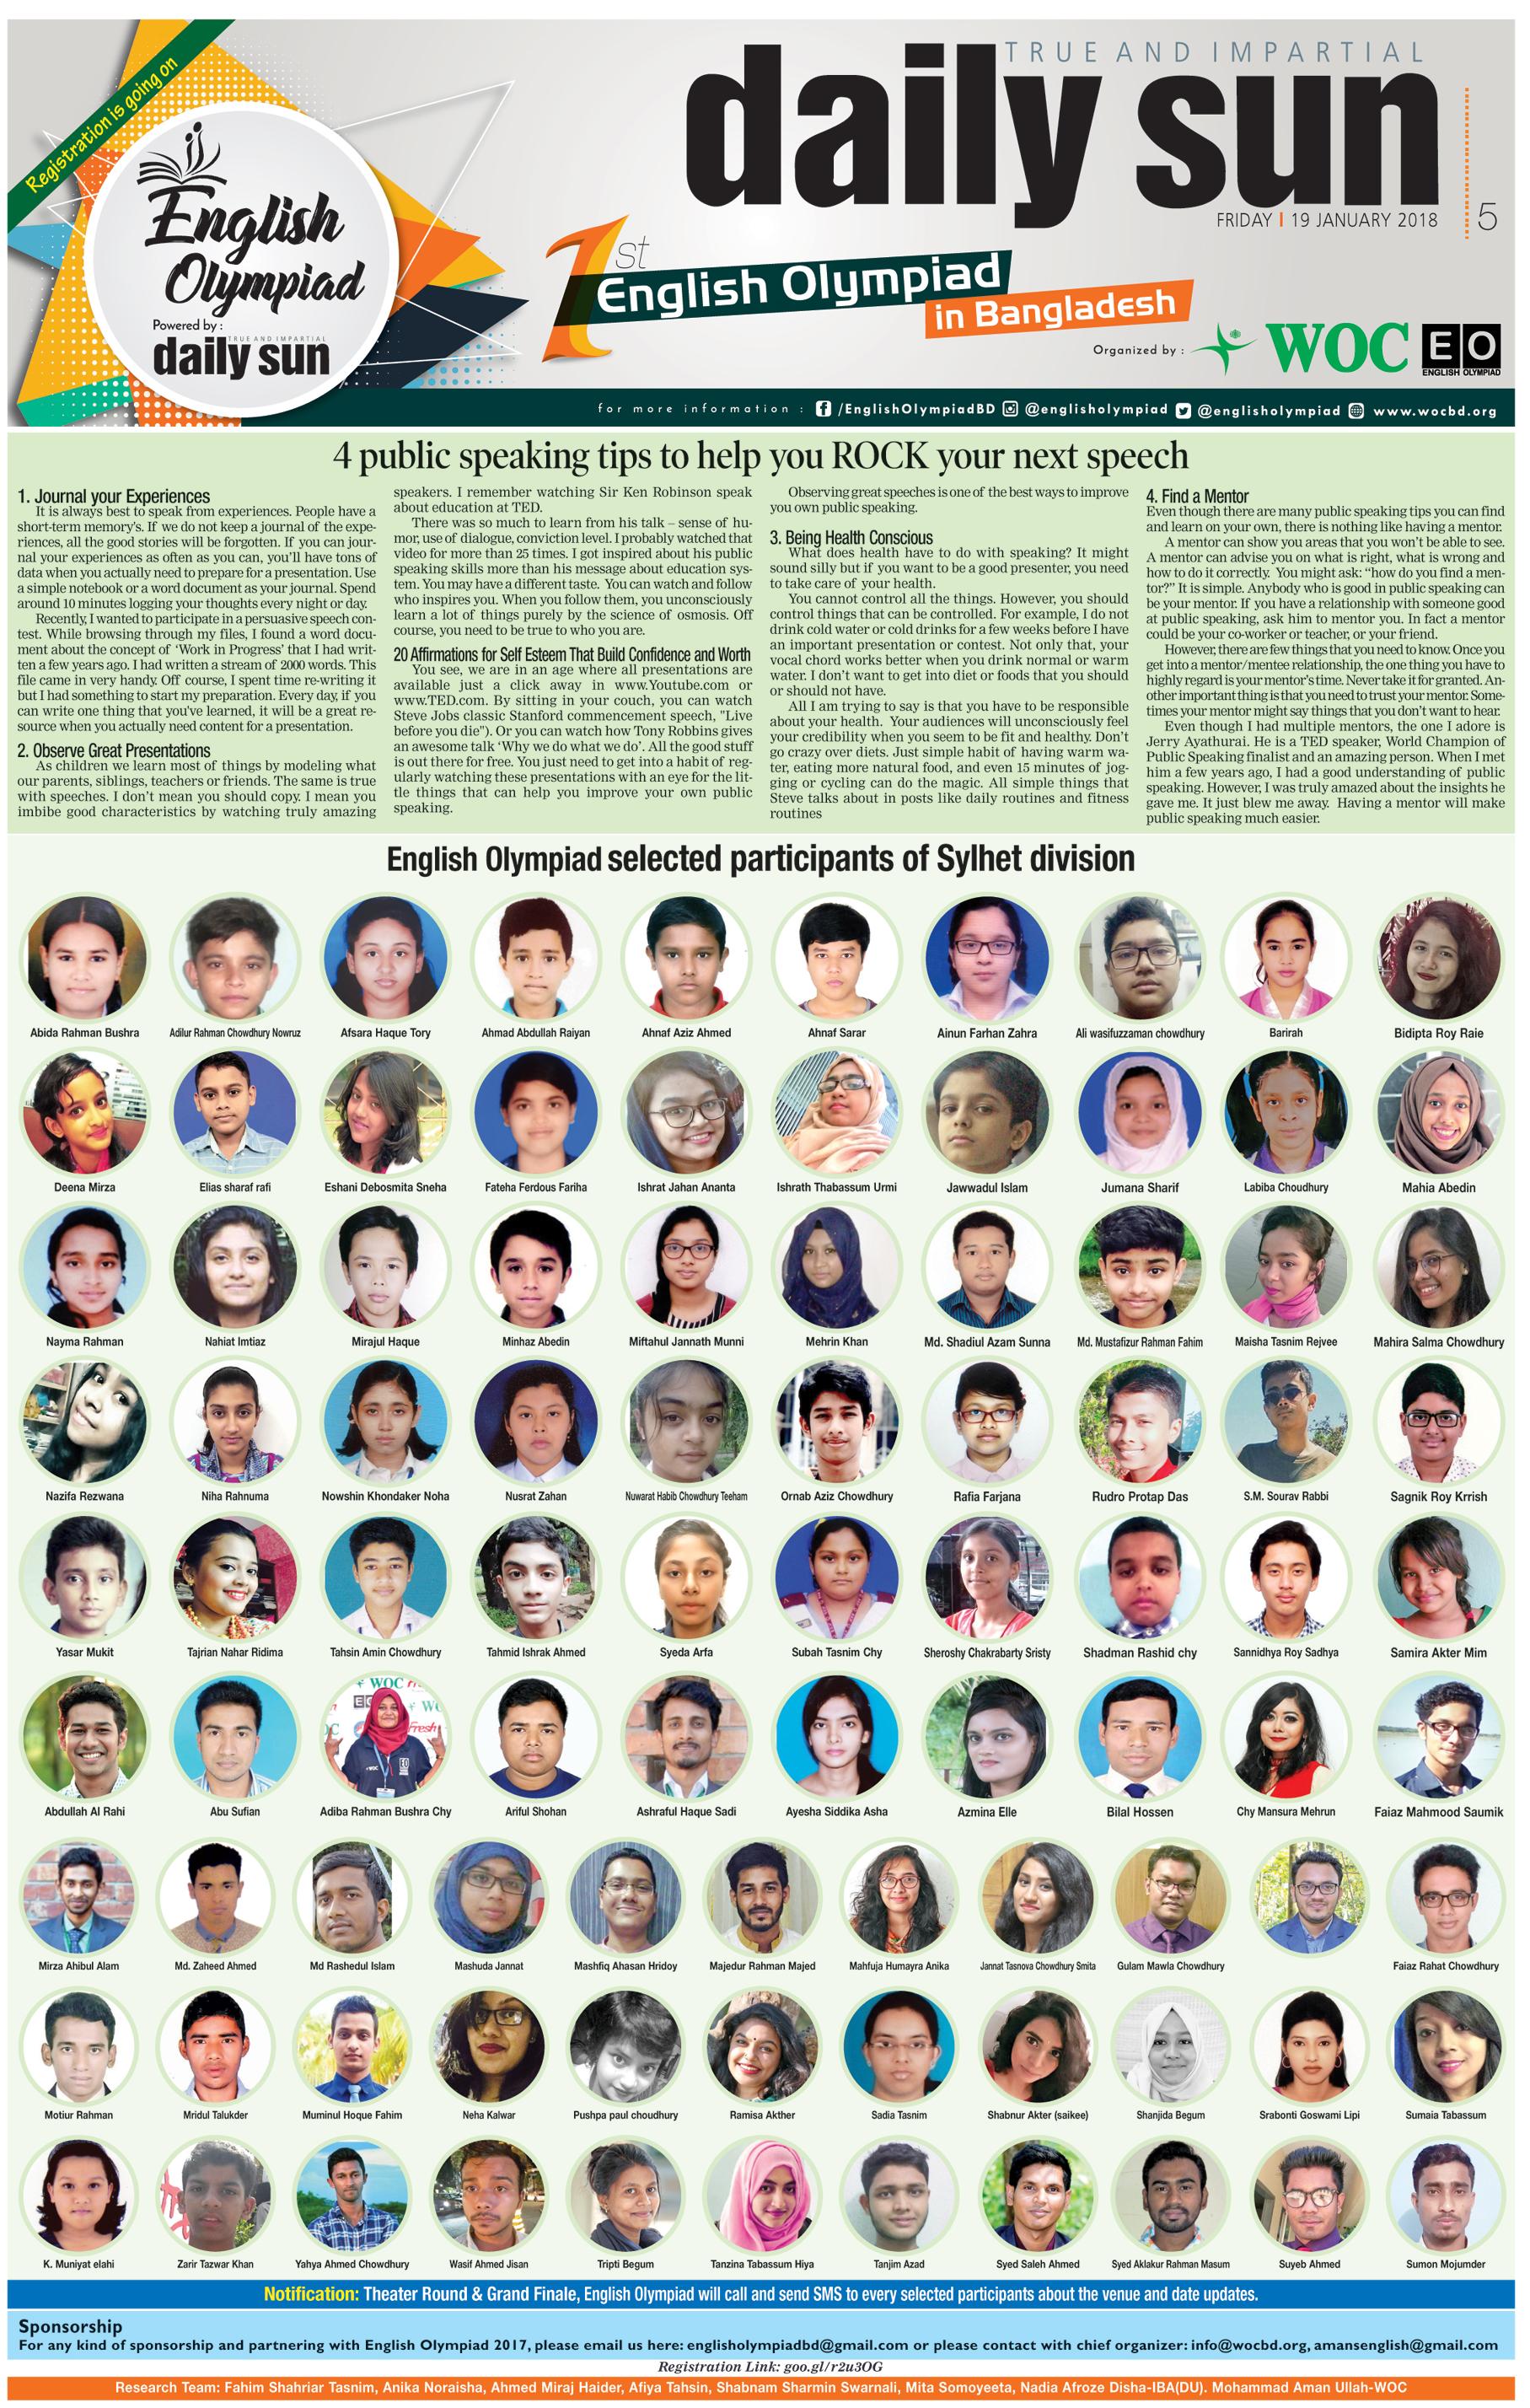 Registration is going on
English
Olympiad
Powered by :
TRUE AND IMPARTIAL
daily sun
TRUE AND IMPARTIAL
daily sun
FRIDAY | 19 JANUARY 2018
5
1st
English Olympiad
in Bangladesh
Organized by :
WOC
EO
ENGLISH OLYMPIAD
for more information : /EnglishOlympiadBD @englisholympiad @englisholympiad www.wocbd.org
4 public speaking tips to help you ROCK your next speech
1. Journal your Experiences
It is always best to speak from experiences. People have a
short-term memory's. If we do not keep a journal of the expe-
riences, all the good stories will be forgotten. If you can jour-
nal your experiences as often as you can, you'll have tons of
data when you actually need to prepare for a presentation. Use
a simple notebook or a word document as your journal. Spend
around 10 minutes logging your thoughts every night or day.
Recently, I wanted to participate in a persuasive speech con-
test. While browsing through my files, I found a word docu-
ment about the concept of 'Work in Progress' that I had writ-
ten a few years ago. I had written a stream of 2000 words. This
file came in very handy. Off course, I spent time re-writing it
but I had something to start my preparation. Every day, if you
can write one thing that you've learned, it will be a great re-
source when you actually need content for a presentation.
2. Observe Great Presentations
As children we learn most of things by modeling what
our parents, siblings, teachers or friends. The same is true
with speeches. I don't mean you should copy. I mean you
imbibe good characteristics by watching truly amazing
speakers. I remember watching Sir Ken Robinson speak
about education at TED.
There was so much to learn from his talk – sense of hu-
mor, use of dialogue, conviction level. I probably watched that
video for more than 25 times. I got inspired about his public
speaking skills more than his message about education sys-
tem. You may have a different taste. You can watch and follow
who inspires you. When you follow them, you unconsciously
learn a lot of things purely by the science of osmosis. Off
course, you need to be true to who you are.
20 Affirmations for Self Esteem That Build Confidence and Worth
You see, we are in an age where all presentations are
available just a click away in www.Youtube.com or
www.TED.com. By sitting in your couch, you can watch
Steve Jobs classic Stanford commencement speech, "Live
before you die"). Or you can watch how Tony Robbins gives
an awesome talk 'Why we do what we do'. All the good stuff
is out there for free. You just need to get into a habit of reg-
ularly watching these presentations with an eye for the lit-
tle things that can help you improve your own public
speaking.
Observing great speeches is one of the best ways to improve
you own public speaking.
3. Being Health Conscious
What does health have to do with speaking? It might
sound silly but if you want to be a good presenter, you need
to take care of your health.
You cannot control all the things. However, you should
control things that can be controlled. For example, I do not
drink cold water or cold drinks for a few weeks before I have
an important presentation or contest. Not only that, your
vocal chord works better when you drink normal or warm
water. I don't want to get into diet or foods that you should
or should not have.
All I am trying to say is that you have to be responsible
about your health. Your audiences will unconsciously feel
your credibility when you seem to be fit and healthy. Don't
go crazy over diets. Just simple habit of having warm wa-
ter, eating more natural food, and even 15 minutes of jog-
ging or cycling can do the magic. All simple things that
Steve talks about in posts like daily routines and fitness
routines
4. Find a Mentor
Even though there are many public speaking tips you can find
and learn on your own, there is nothing like having a mentor.
A mentor can show you areas that you won't be able to see.
A mentor can advise you on what is right, what is wrong and
how to do it correctly. You might ask: "how do you find a men-
tor?" It is simple. Anybody who is good in public speaking can
be your mentor. If you have a relationship with someone good
at public speaking, ask him to mentor you. In fact a mentor
could be your co-worker or teacher, or your friend.
However, there are few things that you need to know. Once you
get into a mentor/mentee relationship, the one thing you have to
highly regard is your mentor's time. Never take it for granted. An-
other important thing is that you need to trust your mentor. Some-
times your mentor might say things that you don't want to hear.
Even though I had multiple mentors, the one I adore is
Jerry Ayathurai. He is a TED speaker, World Champion of
Public Speaking finalist and an amazing person. When I met
him a few years ago, I had a good understanding of public
speaking. However, I was truly amazed about the insights he
gave me. It just blew me away. Having a mentor will make
public speaking much easier.
English Olympiad selected participants of Sylhet division
Abida Rahman Bushra Adilur Rahman Chowdhury Nowruz Afsara Haque Tory Ahmad Abdullah Raiyan Ahnaf Aziz Ahmed Ahnaf Sarar Ainun Farhan Zahra Ali wasifuzzaman chowdhury Barirah Bidipta Roy Raie
Deena Mirza Elias sharaf rafi Eshani Debosmita Sneha Fateha Ferdous Fariha Ishrat Jahan Ananta Ishrath Thabassum Urmi Jawwadul Islam Jumana Sharif Labiba Choudhury Mahia Abedin
Nayma Rahman Nahiat Imtiaz Mirajul Haque Minhaz Abedin Miftahul Jannath Munni Mehrin Khan Md. Shadiul Azam Sunna Md. Mustafizur Rahman Fahim Maisha Tasnim Rejvee Mahira Salma Chowdhury
Nazifa Rezwana Niha Rahnuma Nowshin Khondaker Noha Nusrat Zahan Nuwarat Habib Chowdhury Teeham Ornab Aziz Chowdhury Rafia Farjana Rudro Protap Das S.M. Sourav Rabbi Sagnik Roy Krrish
Yasar Mukit Tajrian Nahar Ridima Tahsin Amin Chowdhury Tahmid Ishrak Ahmed Syeda Arfa Subah Tasnim Chy Sheroshy Chakrabarty Sristy Shadman Rashid chy Sannidhya Roy Sadhya Samira Akter Mim
WOC
Fresh
Abdullah Al Rahi Abu Sufian Adiba Rahman Bushra Chy Ariful Shohan Ashraful Haque Sadi Ayesha Siddika Asha Azmina Elle Bilal Hossen Chy Mansura Mehrun Faiaz Mahmood Saumik
Mirza Ahibul Alam Md. Zaheed Ahmed Md Rashedul Islam Mashuda Jannat Mashfiq Ahasan Hridoy Majedur Rahman Majed Mahfuja Humayra Anika Jannat Tasnova Chowdhury Smita Gulam Mawla Chowdhury Faiaz Rahat Chowdhury
Motiur Rahman Mridul Talukder Muminul Hoque Fahim Neha Kalwar Pushpa paul choudhury Ramisa Akther Sadia Tasnim Shabnur Akter (saikee) Shanjida Begum Srabonti Goswami Lipi Sumaia Tabassum
K. Muniyat elahi Zarir Tazwar Khan Yahya Ahmed Chowdhury Wasif Ahmed Jisan Tripti Begum Tanzina Tabassum Hiya Tanjim Azad Syed Saleh Ahmed Syed Aklakur Rahman Masum Suyeb Ahmed Sumon Mojumder
Notification: Theater Round & Grand Finale, English Olympiad will call and send SMS to every selected participants about the venue and date updates.
Sponsorship
For any kind of sponsorship and partnering with English Olympiad 2017, please email us here: englisholympiadbd@gmail.com or please contact with chief organizer: info@wocbd.org, amansenglish@gmail.com
Registration Link: goo.gl/r2u3OG
Research Team: Fahim Shahriar Tasnim, Anika Noraisha, Ahmed Miraj Haider, Afiya Tahsin, Shabnam Sharmin Swarnali, Mita Somoyeeta, Nadia Afroze Disha-IBA(DU). Mohammad Aman Ullah-WOC